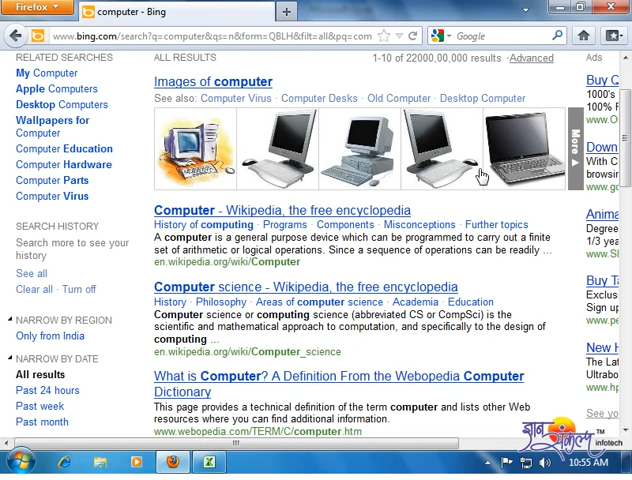 Firefox
computer - Bing
www.bing.com/search?q=computer&qs=n&form=QBLH&filt=all&pq=com
Google
RELATED SEARCHES
My Computer
Apple Computers
Desktop Computers
Wallpapers for
Computer
Computer Education
Computer Hardware
Computer Parts
Computer Virus
SEARCH HISTORY
Search more to see your
history
See all
Clear all · Turn off
NARROW BY REGION
Only from India
NARROW BY DATE
All results
Past 24 hours
Past week
Past month
ALL RESULTS
1-10 of 22000,00,000 results · Advanced
Images of computer
See also: Computer Virus · Computer Desks · Old Computer · Desktop Computer
More
Computer - Wikipedia, the free encyclopedia
History of computing · Programs · Components · Misconceptions · Further topics
A computer is a general purpose device which can be programmed to carry out a finite
set of arithmetic or logical operations. Since a sequence of operations can be readily ...
en.wikipedia.org/wiki/Computer
Computer science - Wikipedia, the free encyclopedia
History · Philosophy · Areas of computer science · Academia · Education
Computer science or computing science (abbreviated CS or CompSci) is the
scientific and mathematical approach to computation, and specifically to the design of
computing ...
en.wikipedia.org/wiki/Computer_science
What is Computer? A Definition From the Webopedia Computer
Dictionary
This page provides a technical definition of the term computer and lists other Web
resources where you can find additional information.
www.webopedia.com/TERM/C/computer.htm
Ads
Buy C
1000's
100% F
www.O
Down
With C
browsin
www.go
Anima
Degree
1/3 yea
www.S
Buy Ta
Exclus
Sign up
www.pe
New H
The Lat
Ultrabo
www.hp
See yo
ज्ञान संकल्प
TM
infotech
10:55 AM